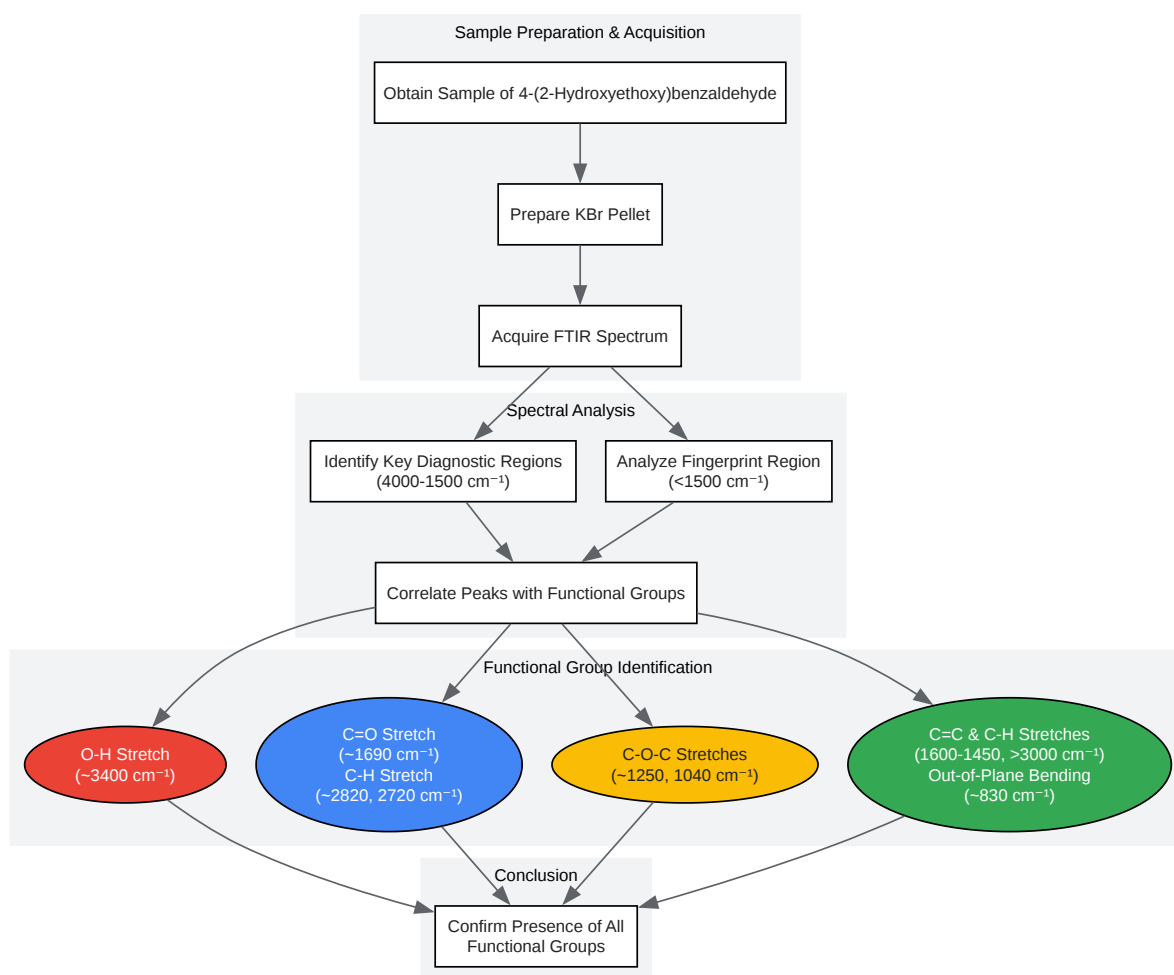 Sample Preparation & Acquisition
Obtain Sample of 4-(2-Hydroxyethoxy)benzaldehyde
Prepare KBr Pellet
Acquire FTIR Spectrum
Spectral Analysis
Identify Key Diagnostic Regions
(4000-1500 cm⁻¹)
Analyze Fingerprint Region
(<1500 cm⁻¹)
Correlate Peaks with Functional Groups
Functional Group Identification
O-H Stretch
(~3400 cm⁻¹)
C=O Stretch
(~1690 cm⁻¹)
C-H Stretch
(~2820, 2720 cm⁻¹)
C-O-C Stretches
(~1250, 1040 cm⁻¹)
C=C & C-H Stretches
(1600-1450, >3000 cm⁻¹)
Out-of-Plane Bending
(~830 cm⁻¹)
Conclusion
Confirm Presence of All
Functional Groups